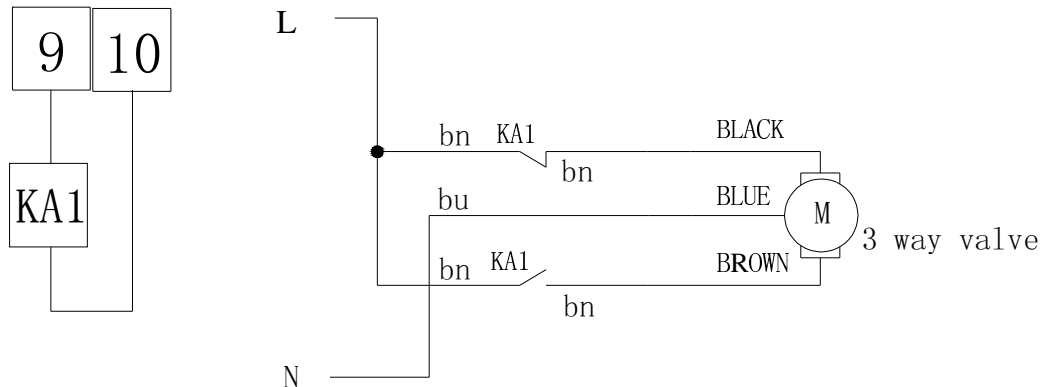 9 10
KA1
L
bn KA1 bn BLACK
bu BLUE
M
3 way valve
bn KA1 bn BROWN
N